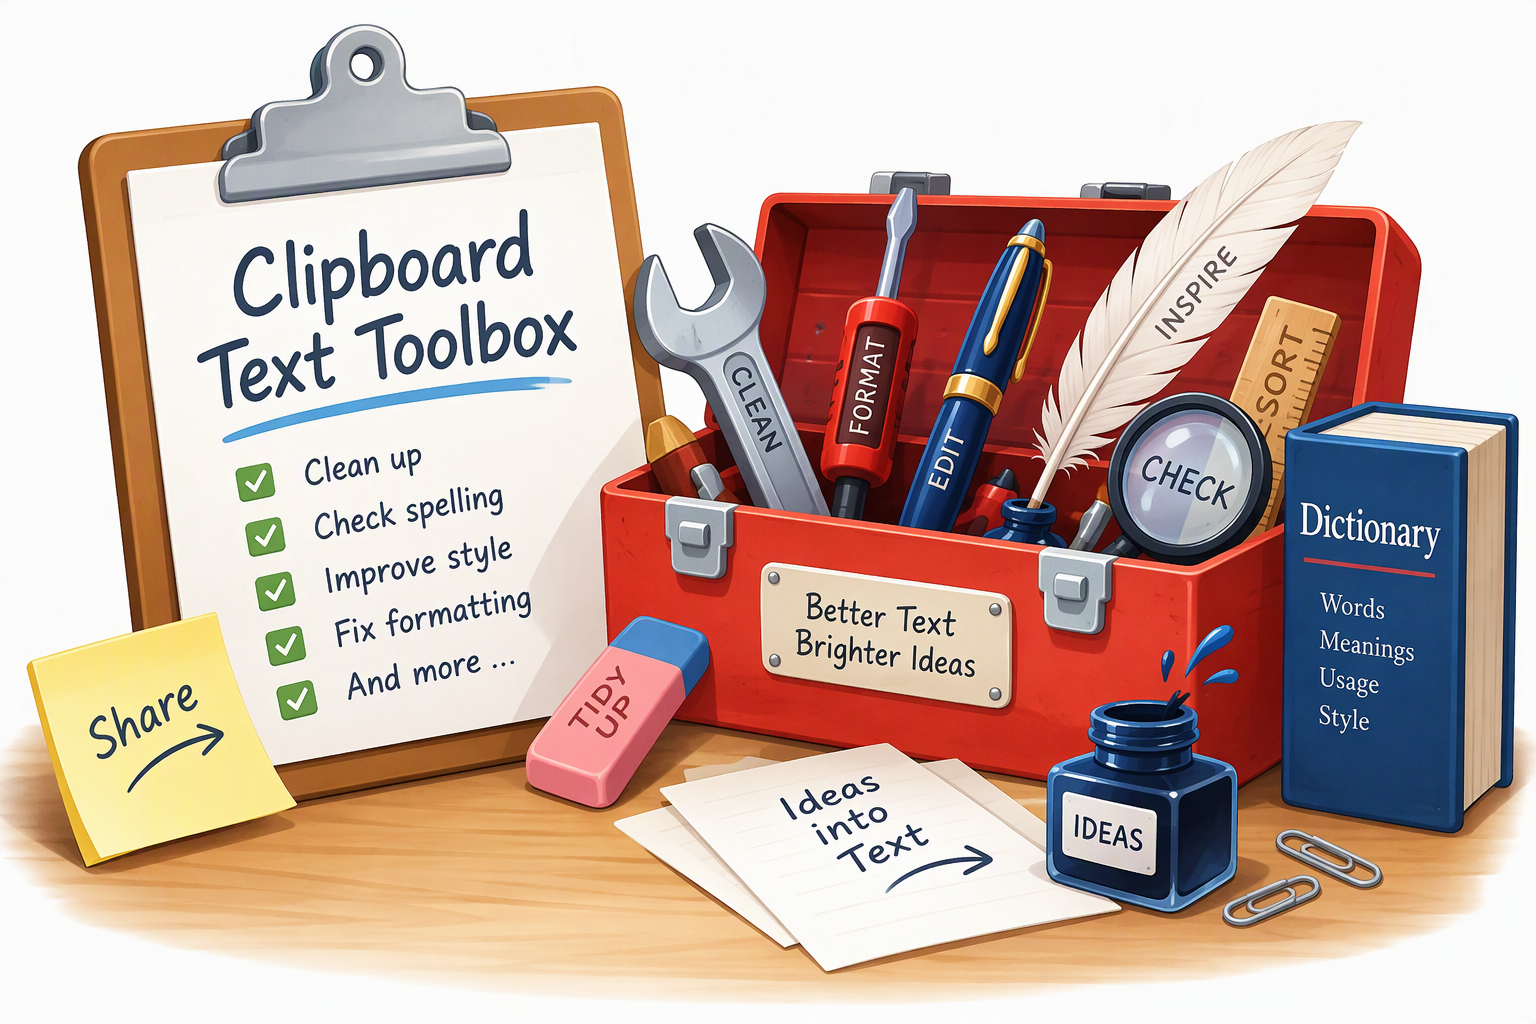 Clipboard
Text Toolbox
Clean up
Check spelling
Improve style
Fix formatting
And more ...
Share
CLEAN
FORMAT
EDIT
INSPIRE
SORT
CHECK
Better Text
Brighter Ideas
TIDY
UP
Ideas
into
Text
IDEAS
Dictionary
Words
Meanings
Usage
Style